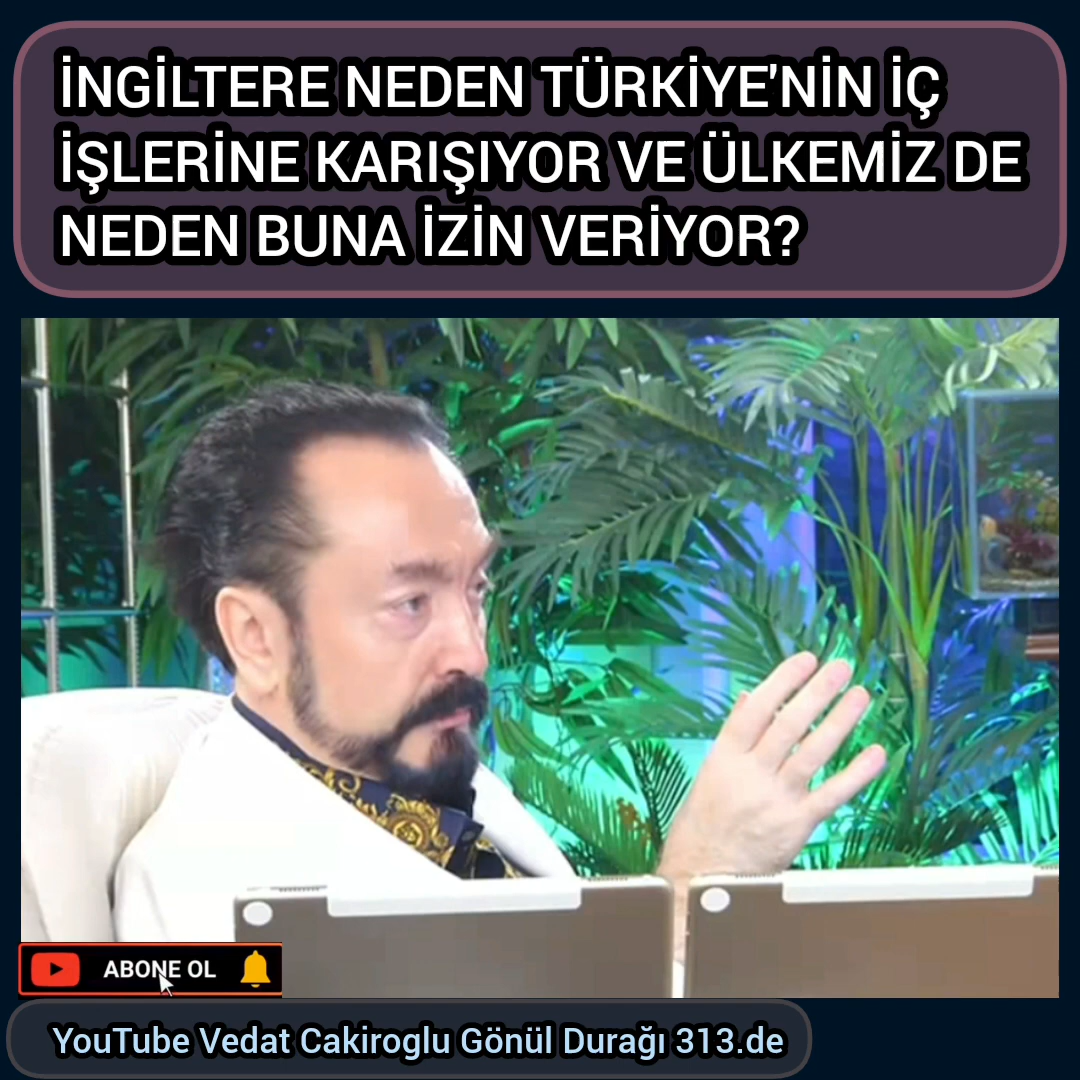 İNGİLTERE NEDEN TÜRKİYE'NİN İÇ
İŞLERİNE KARIŞIYOR VE ÜLKEMİZ DE
NEDEN BUNA İZİN VERİYOR?
ABONE OL
YouTube Vedat Cakiroglu Gönül Durağı 313.de